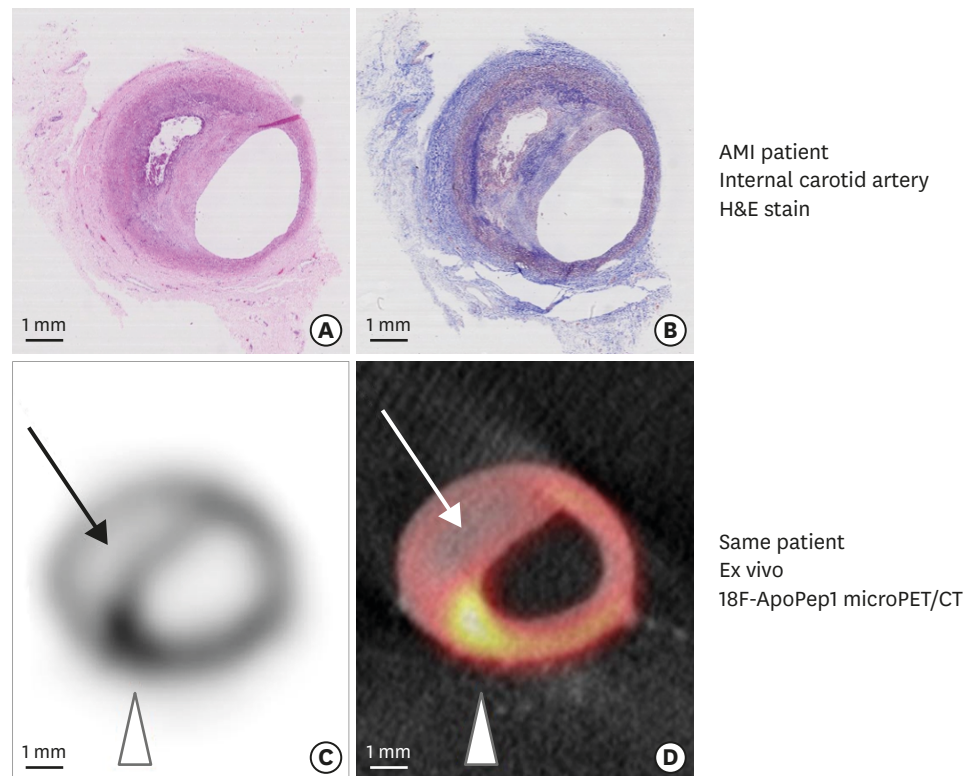 AMI patient
Internal carotid artery
H&E stain
1 mm
A
1 mm
B
Same patient
Ex vivo
18F-ApoPep1 microPET/CT
1 mm
C
1 mm
D